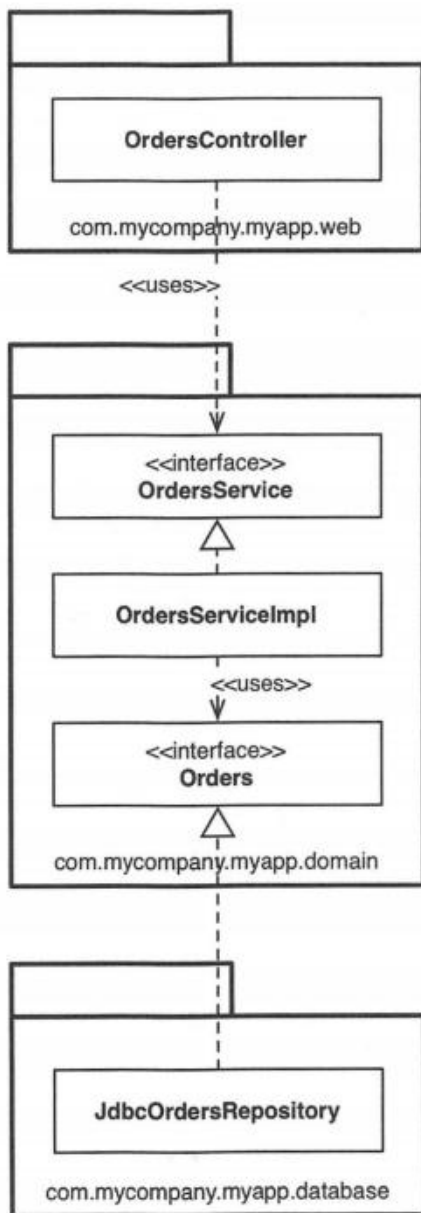 OrdersController
com.mycompany.myapp.web
<<uses>>
<<interface>>
OrdersService
OrdersServiceImpl
<<uses>>
<<interface>>
Orders
com.mycompany.myapp.domain
JdbcOrdersRepository
com.mycompany.myapp.database